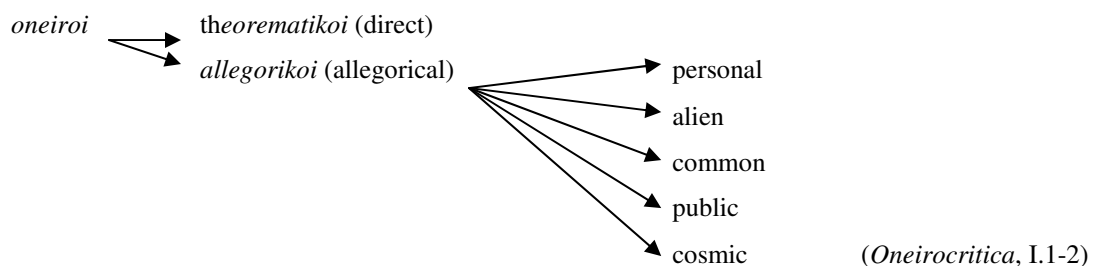 oneiroi theorematikoi (direct)
allegorikoi (allegorical)
personal
alien
common
public
cosmic (Oneirocritica, I.1-2)